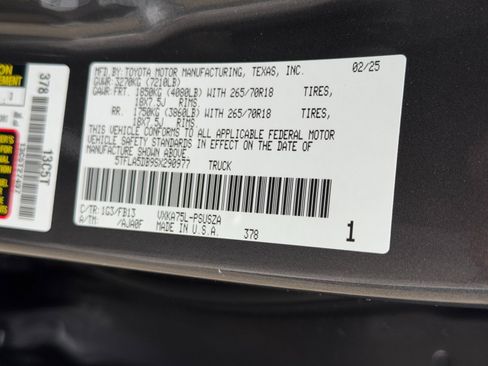 MFD. BY: TOYOTA MOTOR MANUFACTURING, TEXAS, INC. 02/25
GVWR: 3270KG (7210LB)
GAWR: FRT. 1850KG (4080LB) WITH 265/70R18 TIRES,
18X7.5J RIMS.
RR. 1750KG (3860LB) WITH 265/70R18 TIRES,
18X7.5J RIMS.
THIS VEHICLE CONFORMS TO ALL APPLICABLE FEDERAL MOTOR
VEHICLE SAFETY STANDARDS IN EFFECT ON THE DATE OF
MANUFACTURE SHOWN ABOVE.
5TFLA5DB9SX290977 TRUCK
C/TR: 1G3/FB13 VXKA75L-PSUSZA
A/TM: /AJA0F MADE IN U.S.A. 378 1
378
13C5T